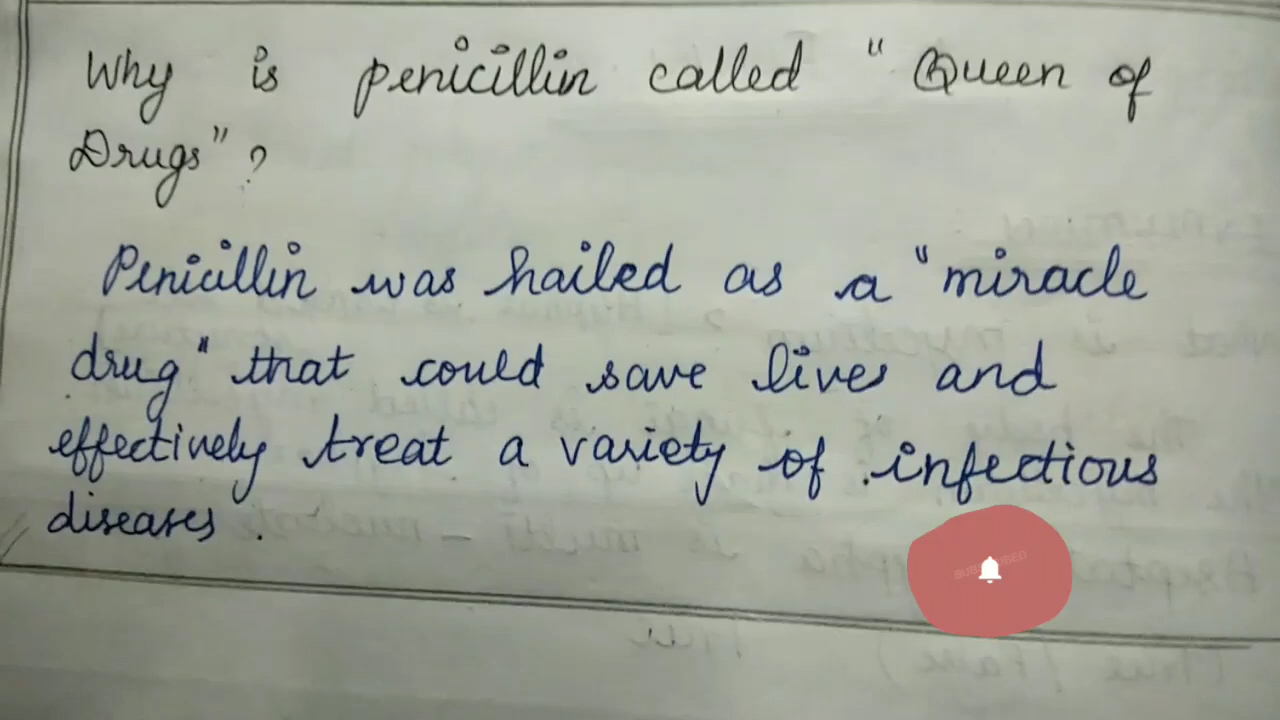 Why is penicillin called "Queen of
Drugs"?
Penicillin was hailed as a "miracle
drug" that could save lives and
effectively treat a variety of infectious
diseases.